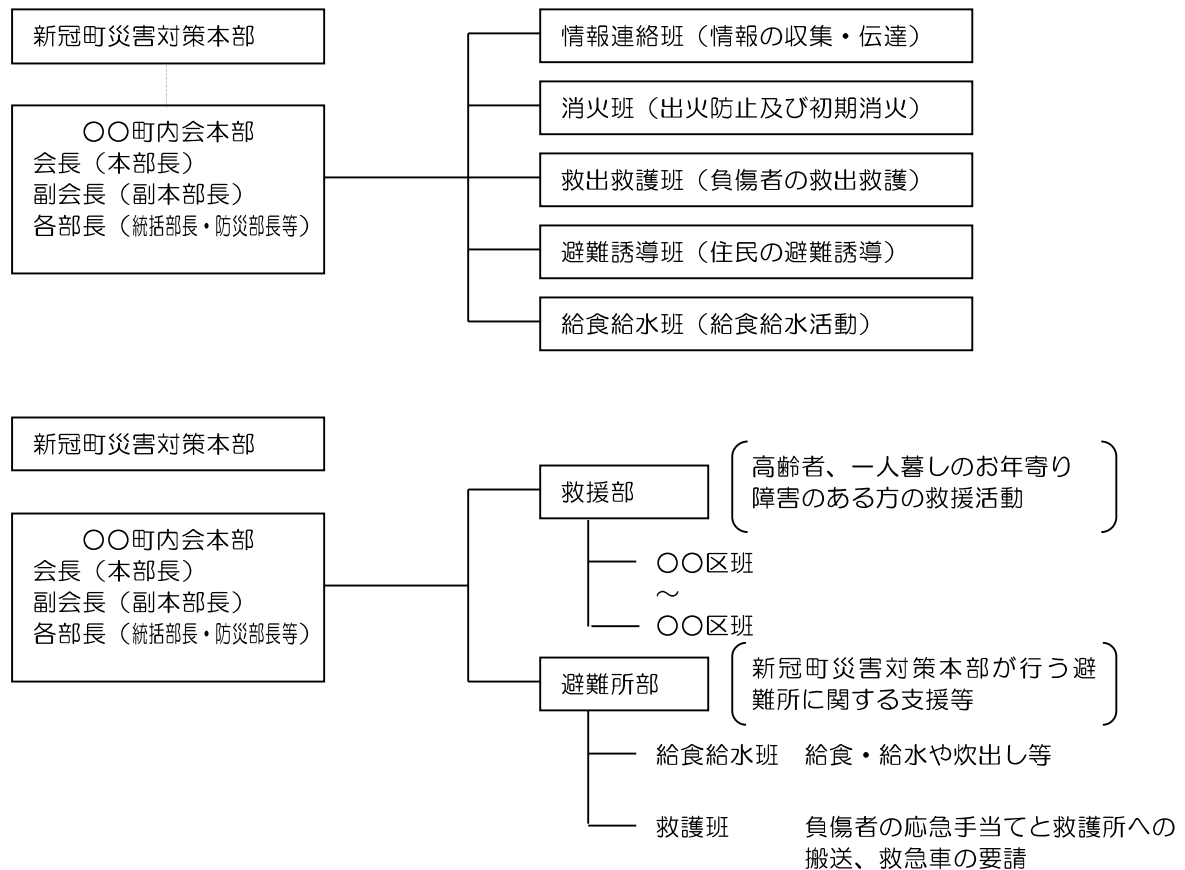 新冠町災害対策本部
〇〇町内会本部
会長（本部長）
副会長（副本部長）
各部長（統括部長・防災部長等）
情報連絡班（情報の収集・伝達）
消火班（出火防止及び初期消火）
救出救護班（負傷者の救出救護）
避難誘導班（住民の避難誘導）
給食給水班（給食給水活動）
新冠町災害対策本部
〇〇町内会本部
会長（本部長）
副会長（副本部長）
各部長（統括部長・防災部長等）
救援部
高齢者、一人暮しのお年寄り
障害のある方の救援活動
〇〇区班
～
〇〇区班
避難所部
新冠町災害対策本部が行う避
難所に関する支援等
給食給水班　給食・給水や炊出し等
救護班　負傷者の応急手当てと救護所への
搬送、救急車の要請